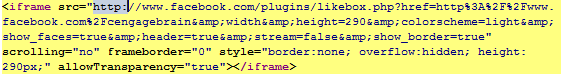 <iframe src="http://www.facebook.com/plugins/likebox.php?href=http%3A%2F%2Fwww.
facebook.com%2Fcengagebrain&amp;width&amp;height=290&amp;colorscheme=light&amp;
show_faces=true&amp;header=true&amp;stream=false&amp;show_border=true"
scrolling="no" frameborder="0" style="border:none; overflow:hidden; height:
290px;" allowTransparency="true"></iframe>